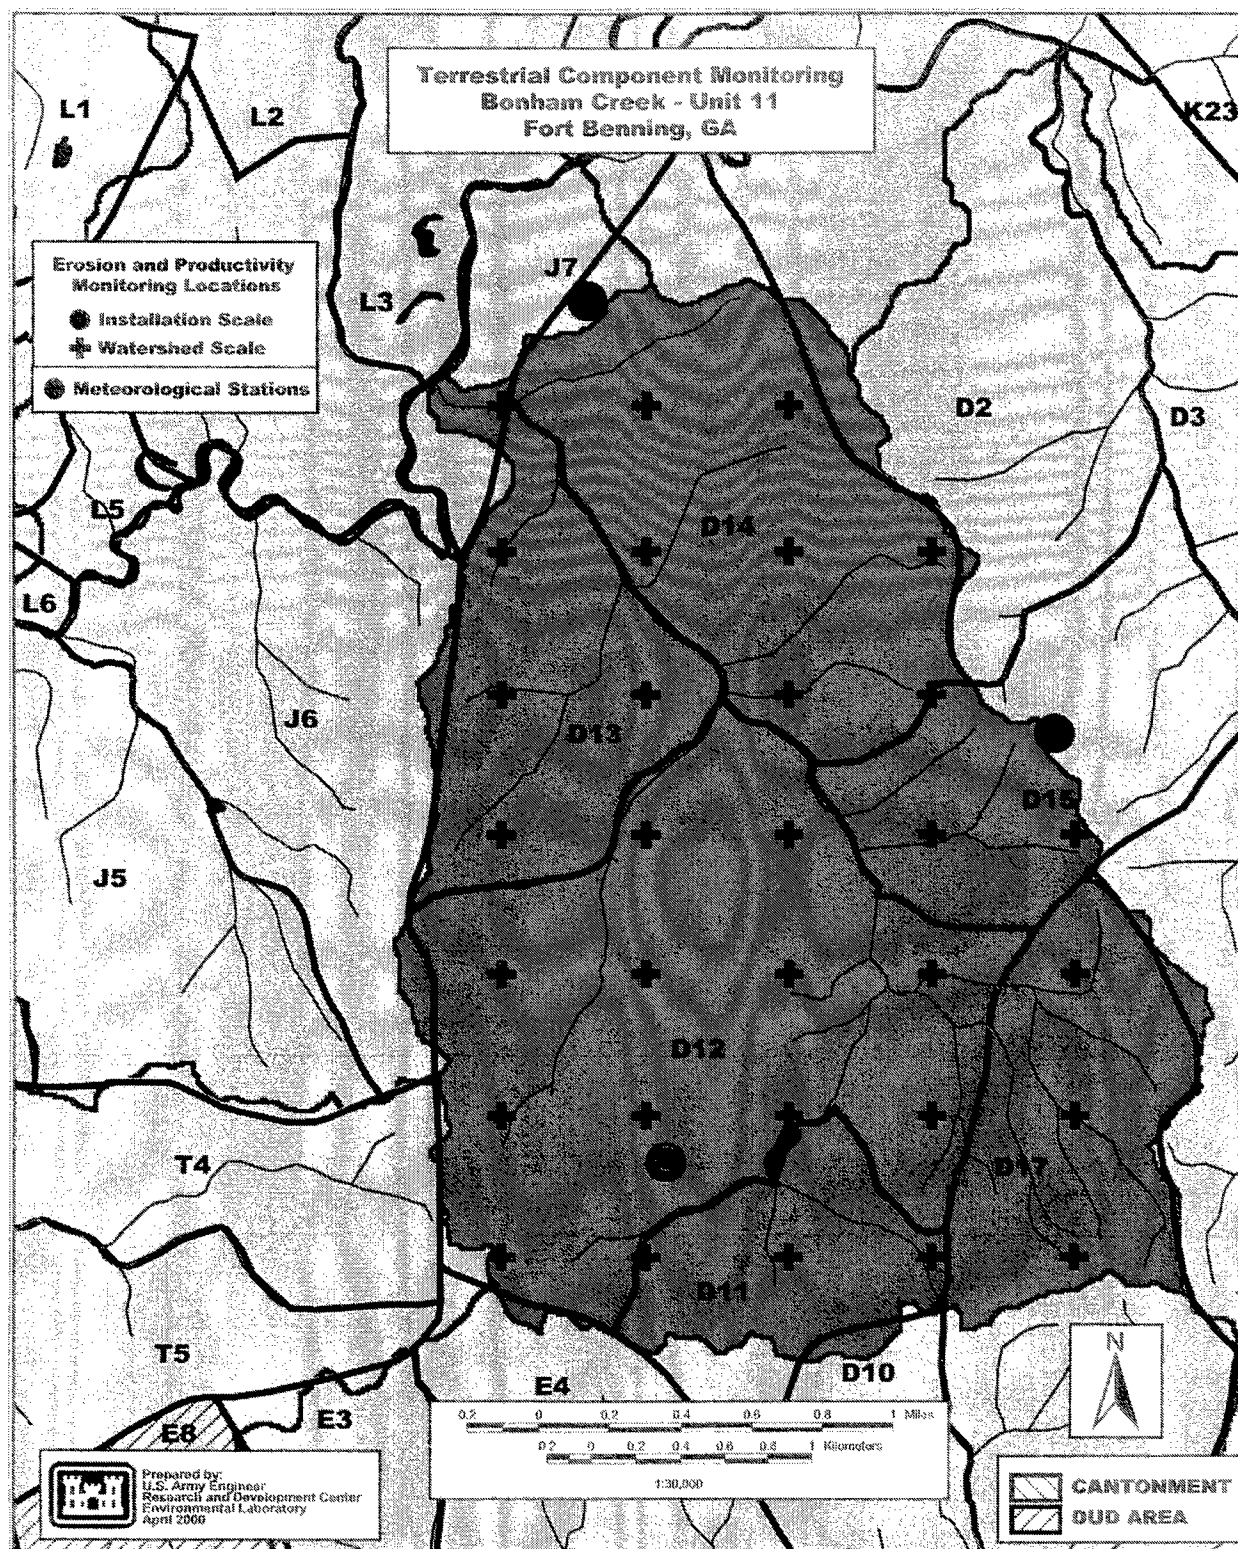 Terrestrial Component Monitoring
Bonham Creek - Unit 11
Fort Benning, GA
L1
L2
K23
Erosion and Productivity
Monitoring Locations
Installation Scale
Watershed Scale
Meteorological Stations
J7
L3
D2
D3
L5
D14
L6
J6
D13
D15
J5
D12
T4
D17
D11
T5
E4
D10
E3
E8
N
0.2 0 0.2 0.4 0.6 0.8 1 Miles
0.2 0 0.2 0.4 0.6 0.8 1 Kilometers
1:30,000
Prepared by:
U.S. Army Engineer
Research and Development Center
Environmental Laboratory
April 2000
CANTONMENT
DUD AREA